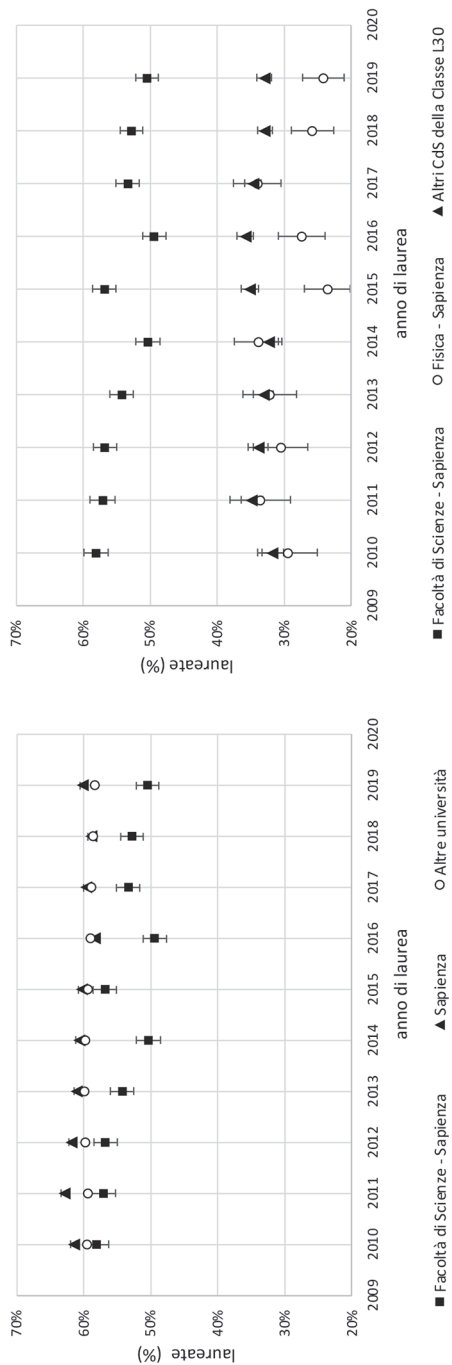 70%
60%
50%
40%
30%
20%
laureate (%)
2009 2010 2011 2012 2013 2014 2015 2016 2017 2018 2019 2020
anno di laurea
■ Facoltà di Scienze - Sapienza ▲ Sapienza O Altre università
70%
60%
50%
40%
30%
20%
laureate (%)
2009 2010 2011 2012 2013 2014 2015 2016 2017 2018 2019 2020
anno di laurea
■ Facoltà di Scienze - Sapienza O Fisica - Sapienza ▲ Altri CdS della Classe L30